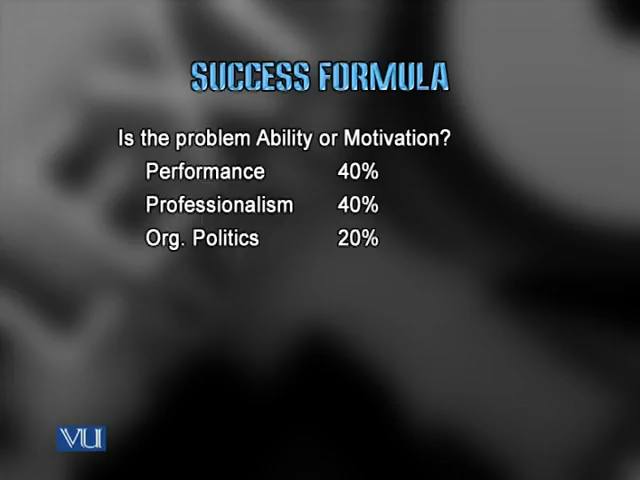 SUCCESS FORMULA
Is the problem Ability or Motivation?
Performance 40%
Professionalism 40%
Org. Politics 20%
VU